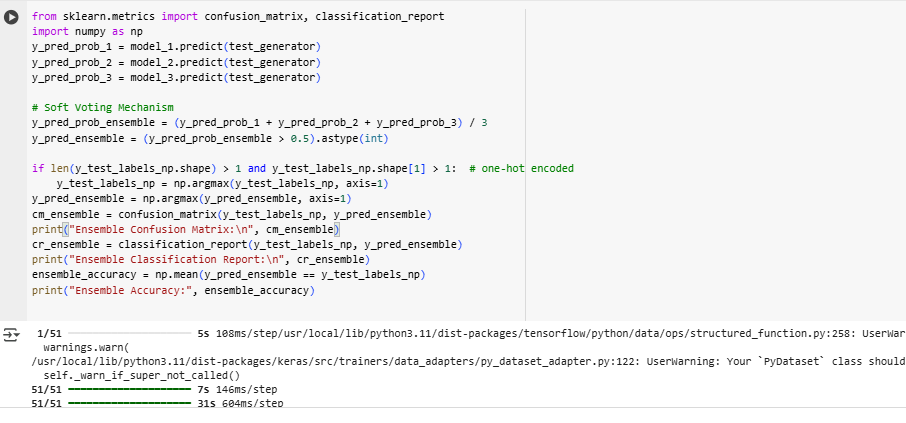 from sklearn.metrics import confusion_matrix, classification_report
import numpy as np
y_pred_prob_1 = model_1.predict(test_generator)
y_pred_prob_2 = model_2.predict(test_generator)
y_pred_prob_3 = model_3.predict(test_generator)
# Soft Voting Mechanism
y_pred_prob_ensemble = (y_pred_prob_1 + y_pred_prob_2 + y_pred_prob_3) / 3
y_pred_ensemble = (y_pred_prob_ensemble > 0.5).astype(int)
if len(y_test_labels_np.shape) > 1 and y_test_labels_np.shape[1] > 1:  # one-hot encoded
    y_test_labels_np = np.argmax(y_test_labels_np, axis=1)
y_pred_ensemble = np.argmax(y_pred_ensemble, axis=1)
cm_ensemble = confusion_matrix(y_test_labels_np, y_pred_ensemble)
print("Ensemble Confusion Matrix:\n", cm_ensemble)
cr_ensemble = classification_report(y_test_labels_np, y_pred_ensemble)
print("Ensemble Classification Report:\n", cr_ensemble)
ensemble_accuracy = np.mean(y_pred_ensemble == y_test_labels_np)
print("Ensemble Accuracy:", ensemble_accuracy)
1/51 5s 108ms/step/usr/local/lib/python3.11/dist-packages/tensorflow/python/data/ops/structured_function.py:258: UserWar
  warnings.warn(
/usr/local/lib/python3.11/dist-packages/keras/src/trainers/data_adapters/py_dataset_adapter.py:122: UserWarning: Your `PyDataset` class should
  self._warn_if_super_not_called()
51/51 7s 146ms/step
51/51 31s 604ms/step